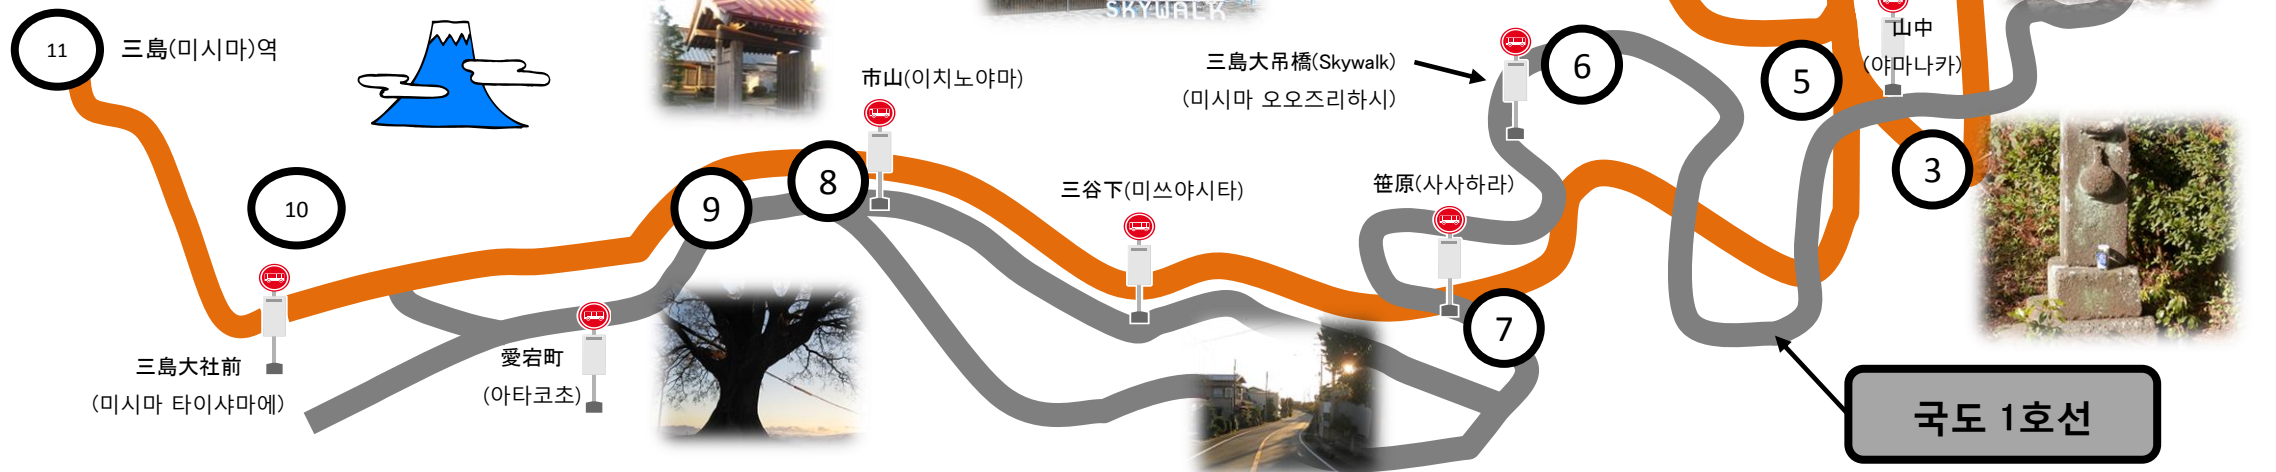 SKYWALK
11
三島(미시마)역
市山(이치노야마)
三島大吊橋(Skywalk)
(미시마 오오즈리하시)
6
5
山中
(야마나카)
3
10
9
8
三谷下(미쓰야시타)
笹原(사사하라)
7
三島大社前
(미시마 타이샤마에)
愛宕町
(아타코쵸)
국도 1호선